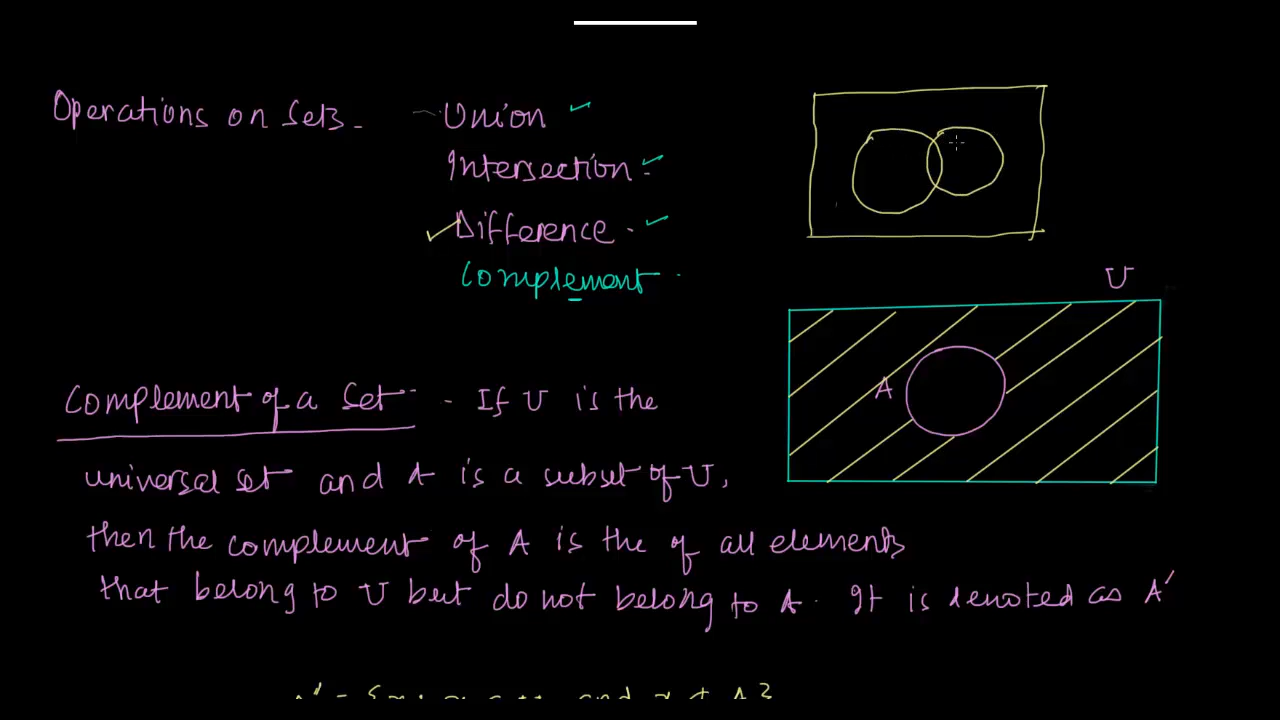 Operations on Sets. - Union
Intersection.
Difference.
Complement.
U
A
Complement of a Set - If U is the
universal set and A is a subset of U,
then the complement of A is the of all elements
that belong to U but do not belong to A. It is denoted as A'